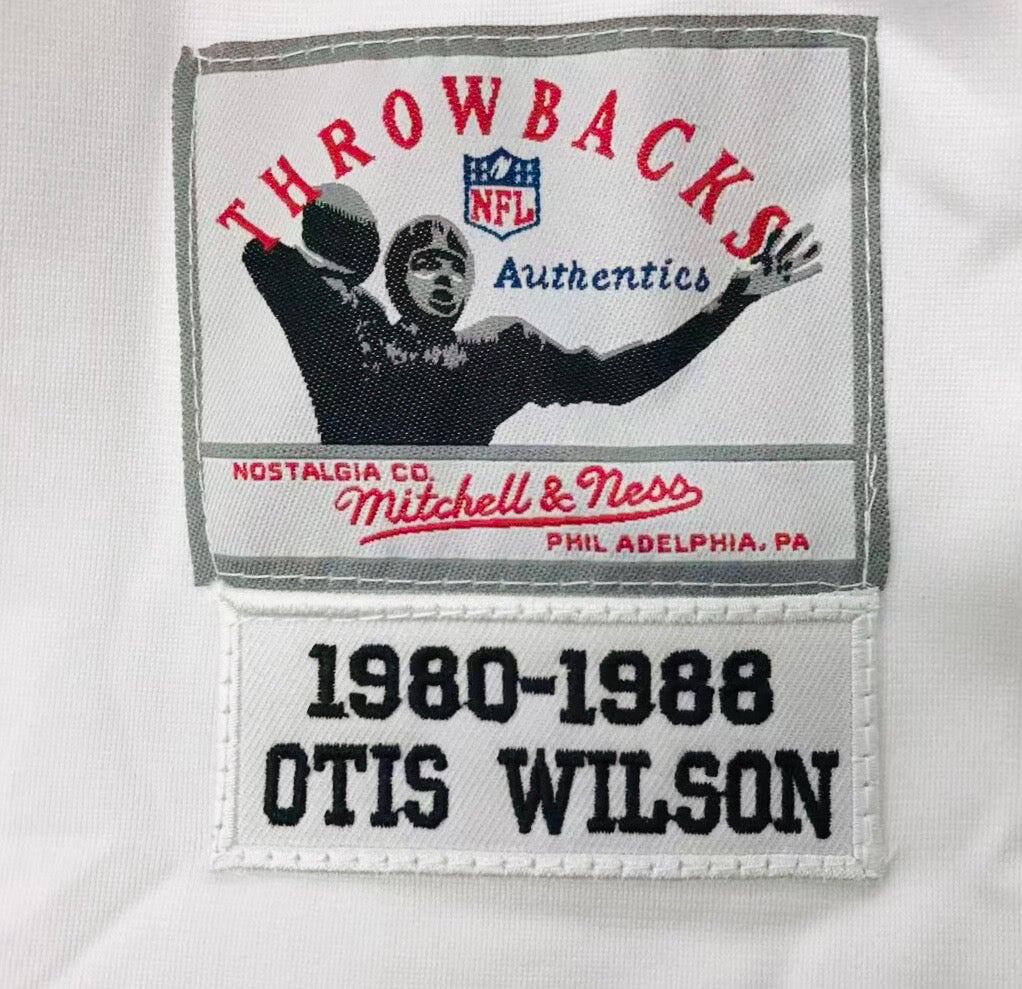 THROWBACKS
NFL
Authentics
NOSTALGIA CO.
Mitchell & Ness
PHILADELPHIA, PA
1980-1988
OTIS WILSON